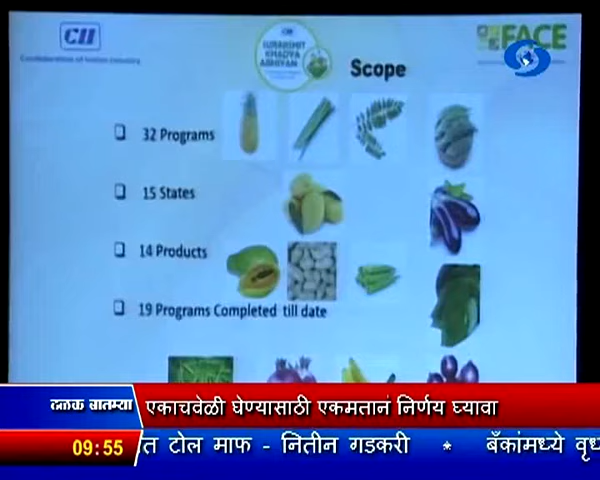 CII
Confederation of Indian Industry
SURAKSHIT
KHADYA
ABHIYAN
FACE
Scope
32 Programs
15 States
14 Products
19 Programs Completed till date
ठळक बातम्या
एकाचवेळी घेण्यासाठी एकमतानं निर्णय घ्यावा
09:55
त टोल माफ - नितीन गडकरी * बँकांमध्ये वृध